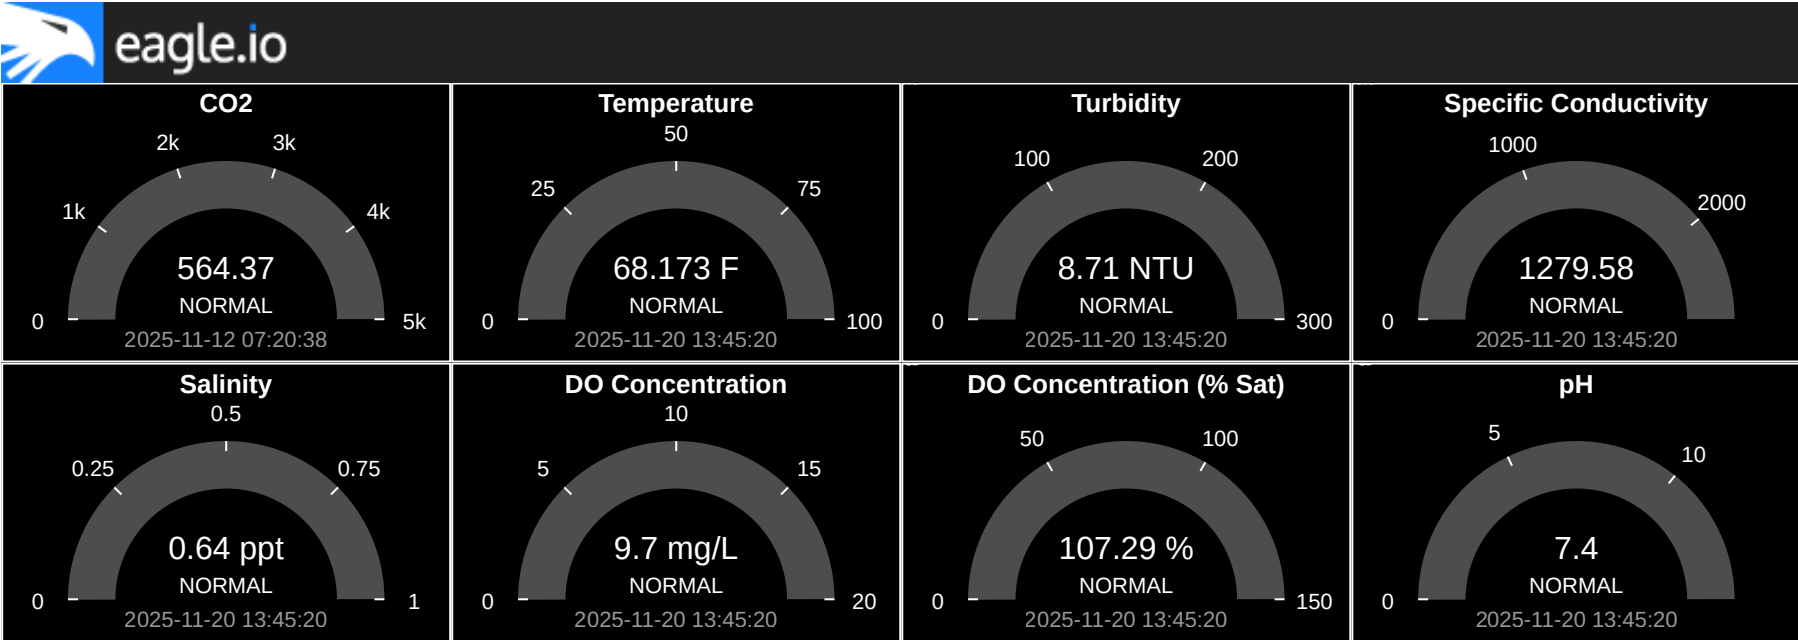 eagle.io
CO2
2k 3k
1k 4k
564.37
NORMAL
0 5k
2025-11-12 07:20:38
Temperature
50
25 75
68.173 F
NORMAL
0 100
2025-11-20 13:45:20
Turbidity
100 200
8.71 NTU
NORMAL
0 300
2025-11-20 13:45:20
Specific Conductivity
1000
2000
1279.58
NORMAL
0
2025-11-20 13:45:20
Salinity
0.5
0.25 0.75
0.64 ppt
NORMAL
0 1
2025-11-20 13:45:20
DO Concentration
10
5 15
9.7 mg/L
NORMAL
0 20
2025-11-20 13:45:20
DO Concentration (% Sat)
50 100
107.29 %
NORMAL
0 150
2025-11-20 13:45:20
pH
5
10
7.4
NORMAL
0
2025-11-20 13:45:20